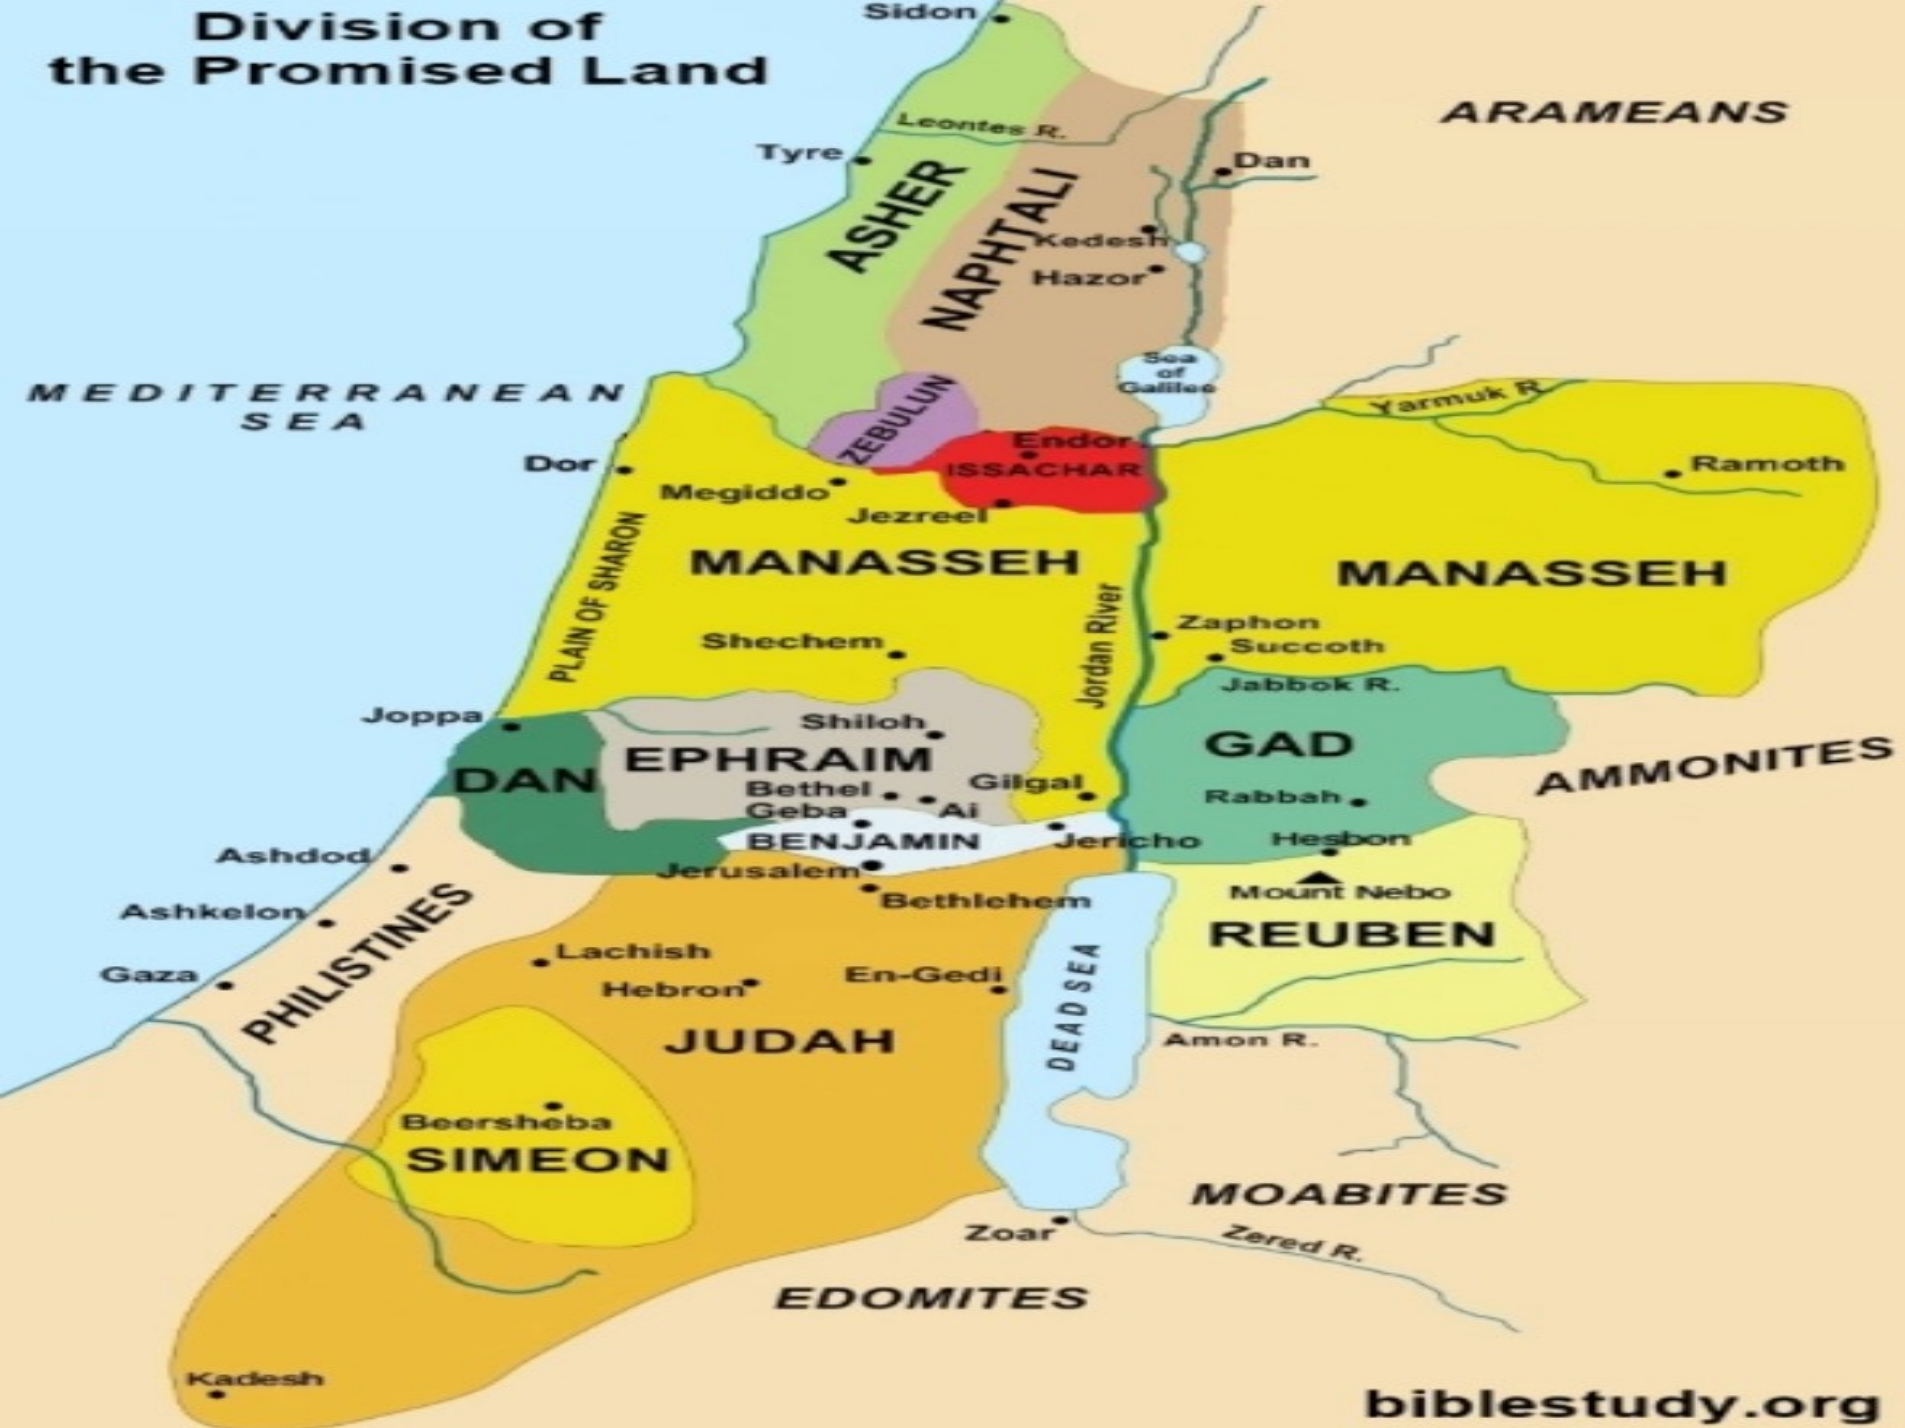 Division of
the Promised Land
Sidon
ARAMEANS
Leontes R.
Tyre
Dan
ASHER
NAPHTALI
Kedesh
Hazor
Sea
of
Galilee
MEDITERRANEAN
SEA
ZEBULUN
Yarmuk R
Endor
ISSACHAR
Dor
Ramoth
Megiddo
Jezreel
PLAIN OF SHARON
MANASSEH
MANASSEH
Jordan River
Zaphon
Shechem
Succoth
Jabbok R.
Joppa
Shiloh
GAD
EPHRAIM
AMMONITES
DAN
Gilgal
Bethel
Rabbah
Geba
Ai
BENJAMIN
Jericho
Hesbon
Ashdod
Jerusalem
Mount Nebo
Bethlehem
Ashkelon
PHILISTINES
REUBEN
Lachish
Gaza
Hebron
En-Gedi
DEAD SEA
JUDAH
Amon R.
Beersheba
SIMEON
MOABITES
Zoar
Zered R.
EDOMITES
Kadesh
biblestudy.org